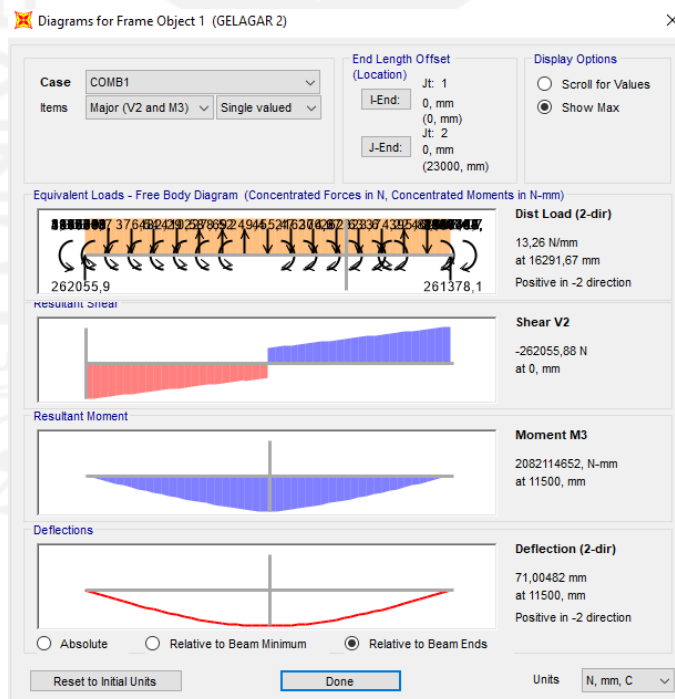 Diagrams for Frame Object 1 (GELAGAR 2)
Case COMB1
Items Major (V2 and M3) Single valued
End Length Offset
(Location)
Jt: 1
I-End: 0, mm
(0, mm)
Jt: 2
J-End: 0, mm
(23000, mm)
Display Options
Scroll for Values
Show Max
Equivalent Loads - Free Body Diagram (Concentrated Forces in N, Concentrated Moments in N-mm)
262055,9
261378,1
Dist Load (2-dir)
13,26 N/mm
at 16291,67 mm
Positive in -2 direction
Resultant Shear
Shear V2
-262055,88 N
at 0, mm
Resultant Moment
Moment M3
2082114652, N-mm
at 11500, mm
Deflections
Deflection (2-dir)
71,00482 mm
at 11500, mm
Positive in -2 direction
Absolute
Relative to Beam Minimum
Relative to Beam Ends
Reset to Initial Units
Done
Units N, mm, C